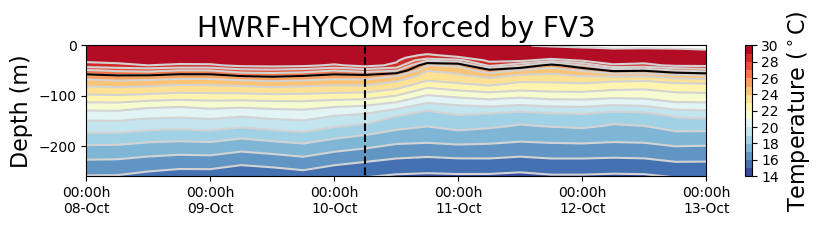 HWRF-HYCOM forced by FV3
Depth (m)
0
−100
−200
00:00h 00:00h 00:00h 00:00h 00:00h 00:00h
08-Oct 09-Oct 10-Oct 11-Oct 12-Oct 13-Oct
30
28
26
24
22
20
18
16
14
Temperature (°C)